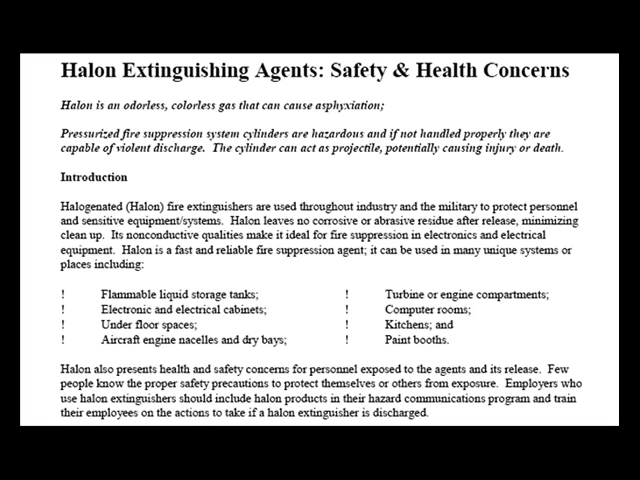 Halon Extinguishing Agents: Safety & Health Concerns
Halon is an odorless, colorless gas that can cause asphyxiation;
Pressurized fire suppression system cylinders are hazardous and if not handled properly they are
capable of violent discharge. The cylinder can act as projectile, potentially causing injury or death.
Introduction
Halogenated (Halon) fire extinguishers are used throughout industry and the military to protect personnel
and sensitive equipment/systems. Halon leaves no corrosive or abrasive residue after release, minimizing
clean up. Its nonconductive qualities make it ideal for fire suppression in electronics and electrical
equipment. Halon is a fast and reliable fire suppression agent; it can be used in many unique systems or
places including:
! Flammable liquid storage tanks; ! Turbine or engine compartments;
! Electronic and electrical cabinets; ! Computer rooms;
! Under floor spaces; ! Kitchens; and
! Aircraft engine nacelles and dry bays; ! Paint booths.
Halon also presents health and safety concerns for personnel exposed to the agents and its release. Few
people know the proper safety precautions to protect themselves or others from exposure. Employers who
use halon extinguishers should include halon products in their hazard communications program and train
their employees on the actions to take if a halon extinguisher is discharged.